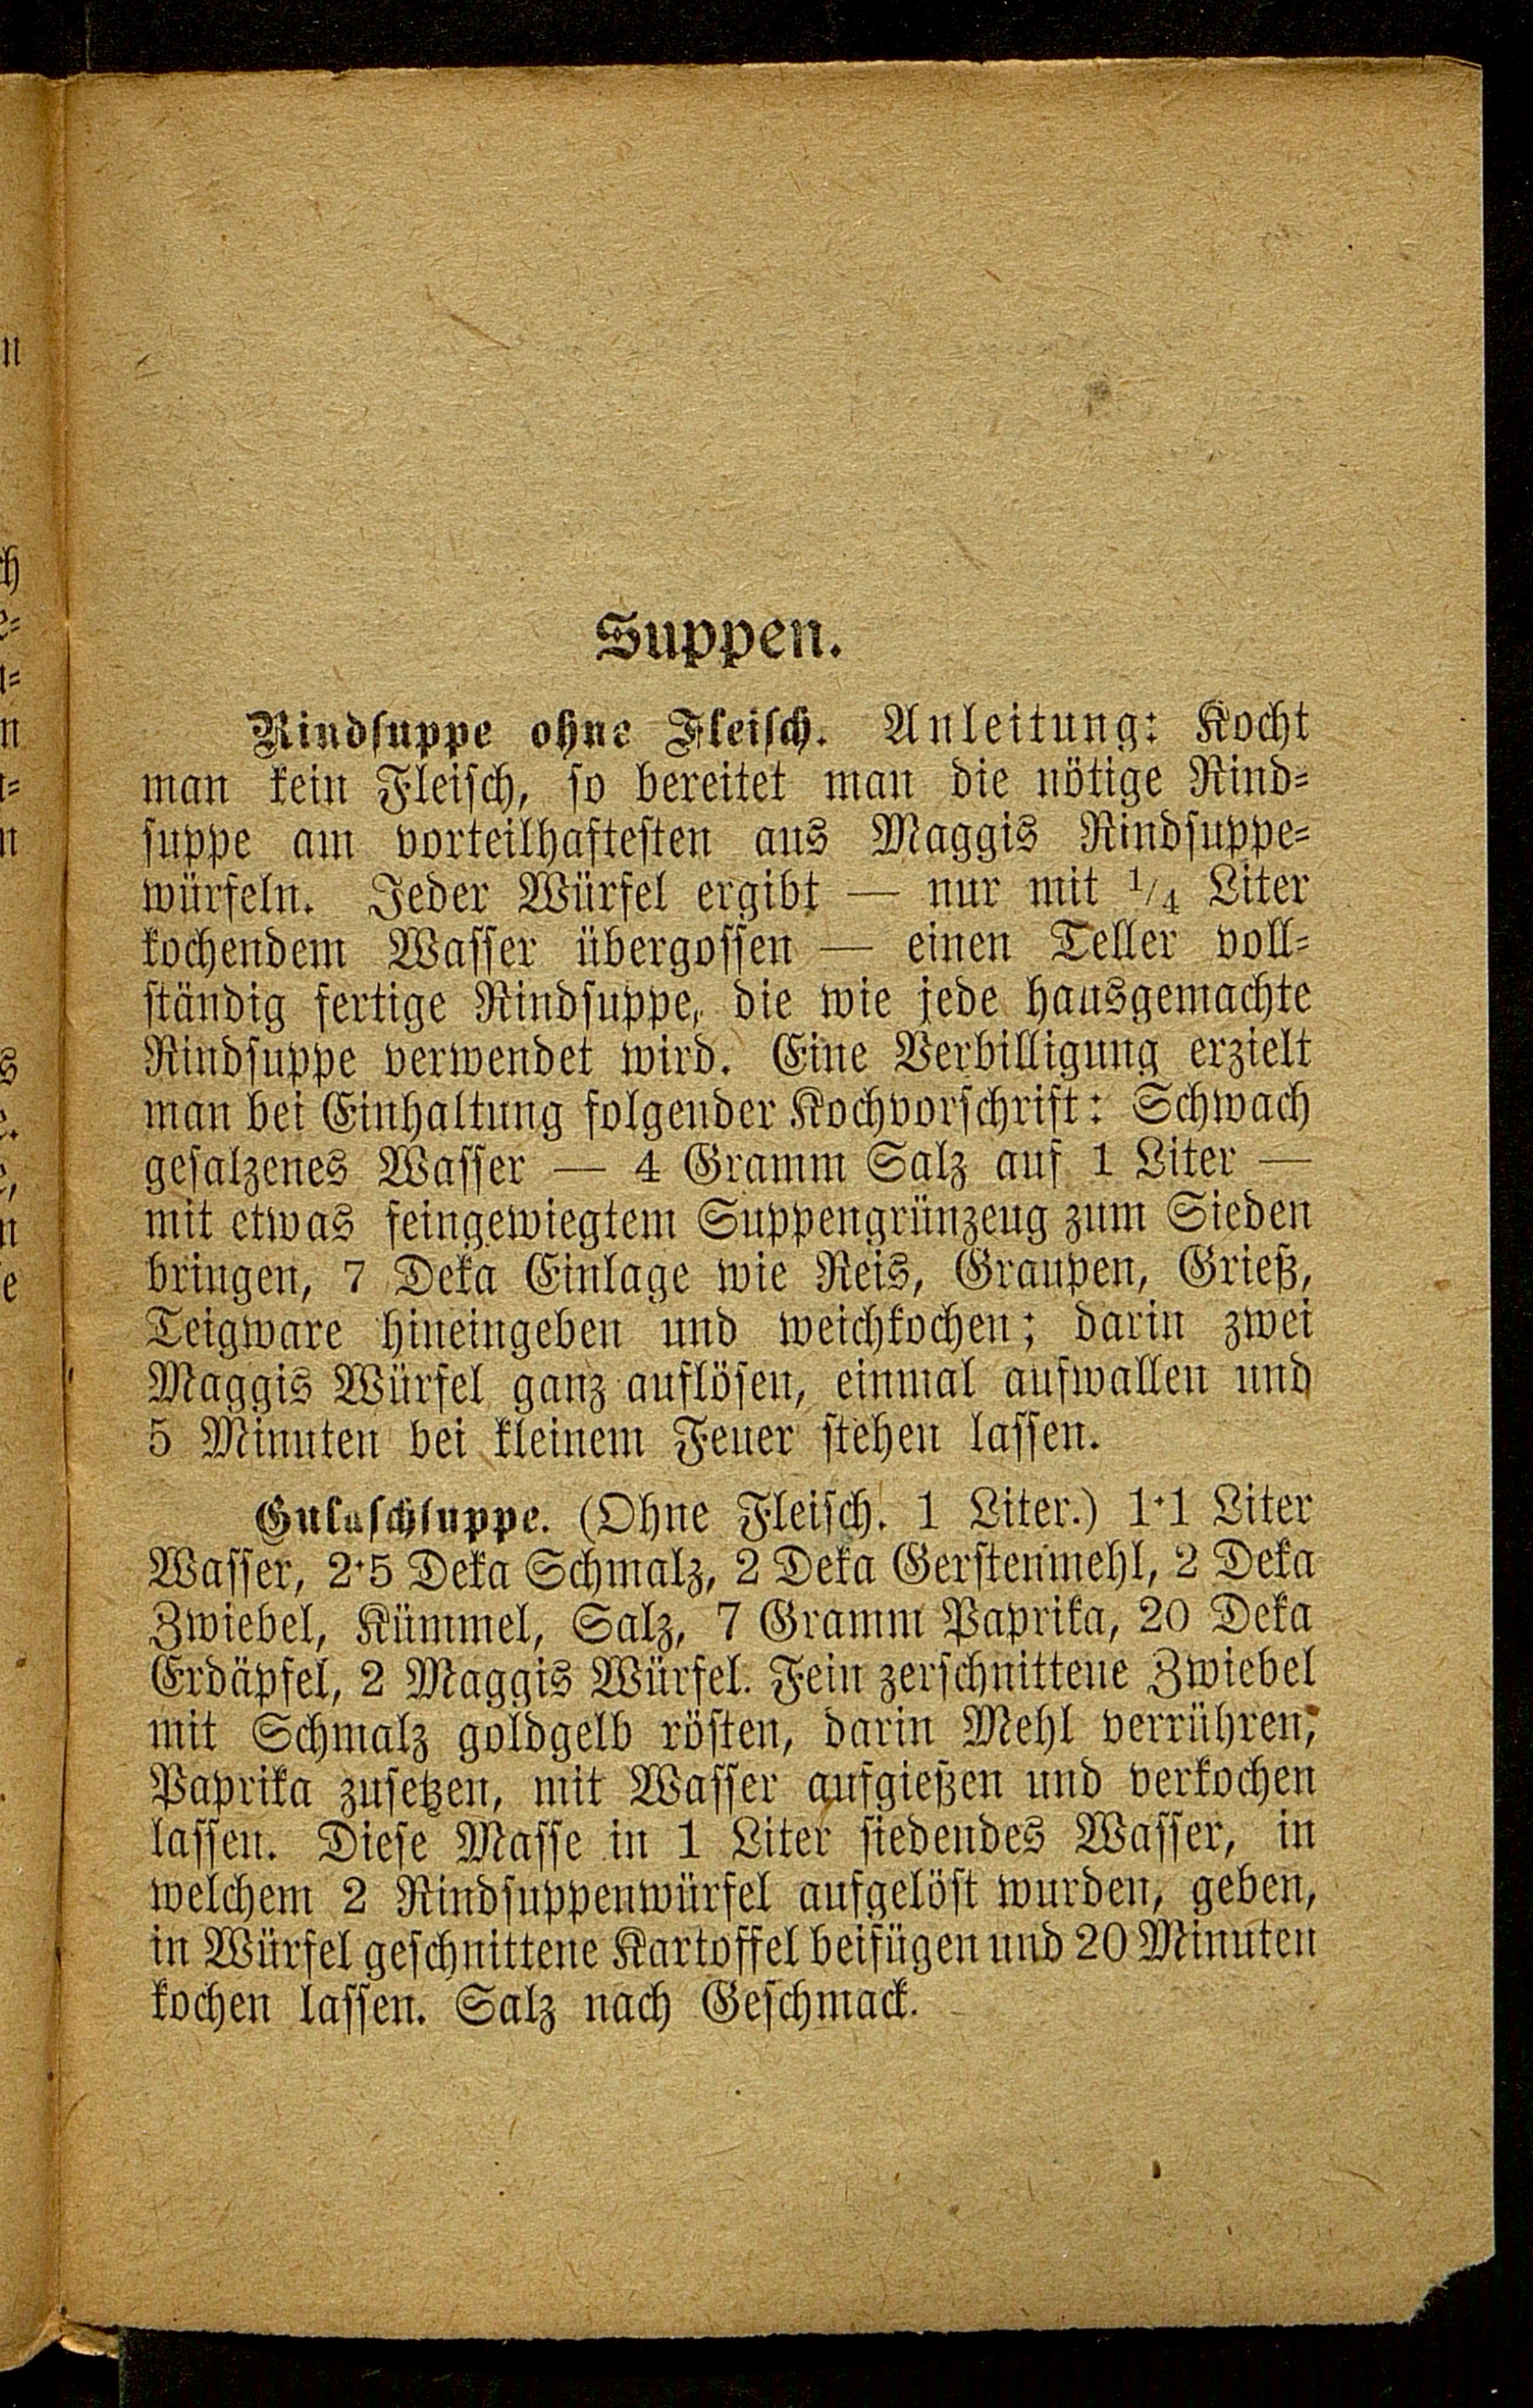 Suppen.
Rindsuppe ohne Fleisch. Anleitung: Kocht
man kein Fleisch, so bereitet man die nötige Rind=
suppe am vorteilhaftesten aus Maggis Rindsuppe=
würfeln. Jeder Würfel ergibt — nur mit 1/4 Liter
kochendem Wasser übergossen — einen Teller voll=
ständig fertige Rindsuppe, die wie jede hausgemachte
Rindsuppe verwendet wird. Eine Verbilligung erzielt
man bei Einhaltung folgender Kochvorschrift: Schwach
gesalzenes Wasser — 4 Gramm Salz auf 1 Liter —
mit etwas feingewiegtem Suppengrünzeug zum Sieden
bringen, 7 Deka Einlage wie Reis, Graupen, Grieß,
Teigware hineingeben und weichkochen; darin zwei
Maggis Würfel ganz auflösen, einmal aufwallen und
5 Minuten bei kleinem Feuer stehen lassen.
Gulaschsuppe. (Ohne Fleisch. 1 Liter.) 1·1 Liter
Wasser, 2·5 Deka Schmalz, 2 Deka Gerstenmehl, 2 Deka
Zwiebel, Kümmel, Salz, 7 Gramm Paprika, 20 Deka
Erdäpfel, 2 Maggis Würfel. Fein zerschnittene Zwiebel
mit Schmalz goldgelb rösten, darin Mehl verrühren,
Paprika zusetzen, mit Wasser aufgießen und verkochen
lassen. Diese Masse in 1 Liter siedendes Wasser, in
welchem 2 Rindsuppenwürfel aufgelöst wurden, geben,
in Würfel geschnittene Kartoffel beifügen und 20 Minuten
kochen lassen. Salz nach Geschmack.